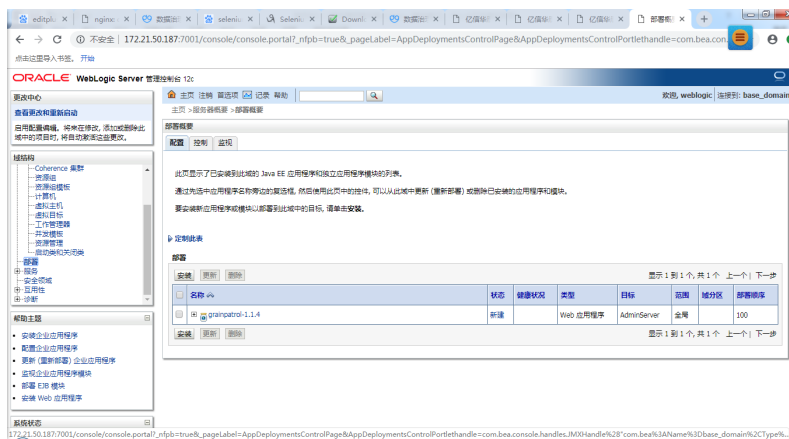 editplu
nginx
数据治
seleni
Seleni
Downl
数据治
亿信华
亿信华
亿信华
部署概
不安全 | 172.21.50.187:7001/console/console.portal?_nfpb=true&_pageLabel=AppDeploymentsControlPage&AppDeploymentsControlPortlethandle=com.bea.con
点击这里导入书签。 开始
ORACLE WebLogic Server 管理控制台 12c
更改中心
查看更改和重新启动
启用配置编辑。将来在修改, 添加或删除此
域中的项目时, 将自动激活这些更改。
域结构
Coherence 集群
资源组
资源组模板
计算机
虚拟主机
虚拟目标
工作管理器
并发模板
资源管理
启动类和关闭类
部署
服务
安全领域
互用性
诊断
帮助主题
安装企业应用程序
配置企业应用程序
更新 (重新部署) 企业应用程序
监视企业应用程序模块
部署 EJB 模块
安装 Web 应用程序
系统状态
主页 注销 首选项 记录 帮助
欢迎, weblogic 连接到: base_domain
主页 >服务器概要 >部署概要
部署概要
配置 控制 监视
此页显示了已安装到此域的 Java EE 应用程序和独立应用程序模块的列表。
通过先选中应用程序名称旁边的复选框, 然后使用此页中的控件, 可以从此域中更新 (重新部署) 或删除已安装的应用程序和模块。
要安装新应用程序或模块以部署到此域中的目标, 请单击安装。
定制此表
部署
安装 更新 删除 显示 1 到 1 个, 共 1 个 上一个 | 下一步
名称 状态 健康状况 类型 目标 范围 域分区 部署顺序
grainpatrol-1.1.4 新建 Web 应用程序 AdminServer 全局 100
安装 更新 删除 显示 1 到 1 个, 共 1 个 上一个 | 下一步
172.21.50.187:7001/console/console.portal?_nfpb=true&_pageLabel=AppDeploymentsControlPage&AppDeploymentsControlPortlethandle=com.bea.console.handles.JMXHandle%28"com.bea%3AName%3Dbase_domain%2CType%...